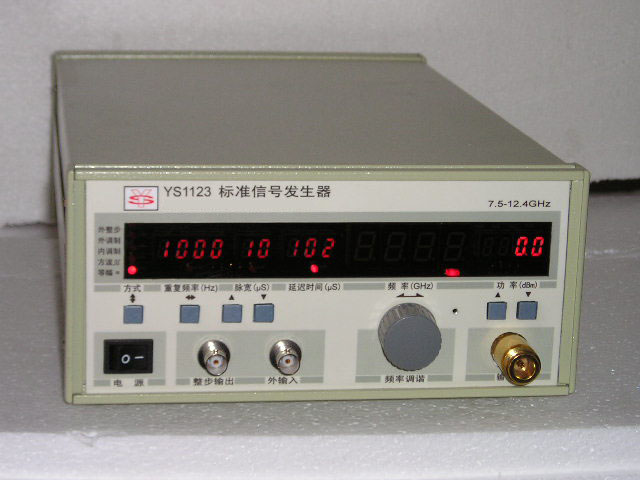 YS1123 标准信号发生器
7.5-12.4GHz
外整步
外调制
内调制
方波
等幅
1000 10 102 0.0
方式 重复频率(Hz) 脉宽(μS) 延迟时间(μS) 频 率(GHz) 功 率(dBm)
电 源 整步输出 外输入 频率调谐 输